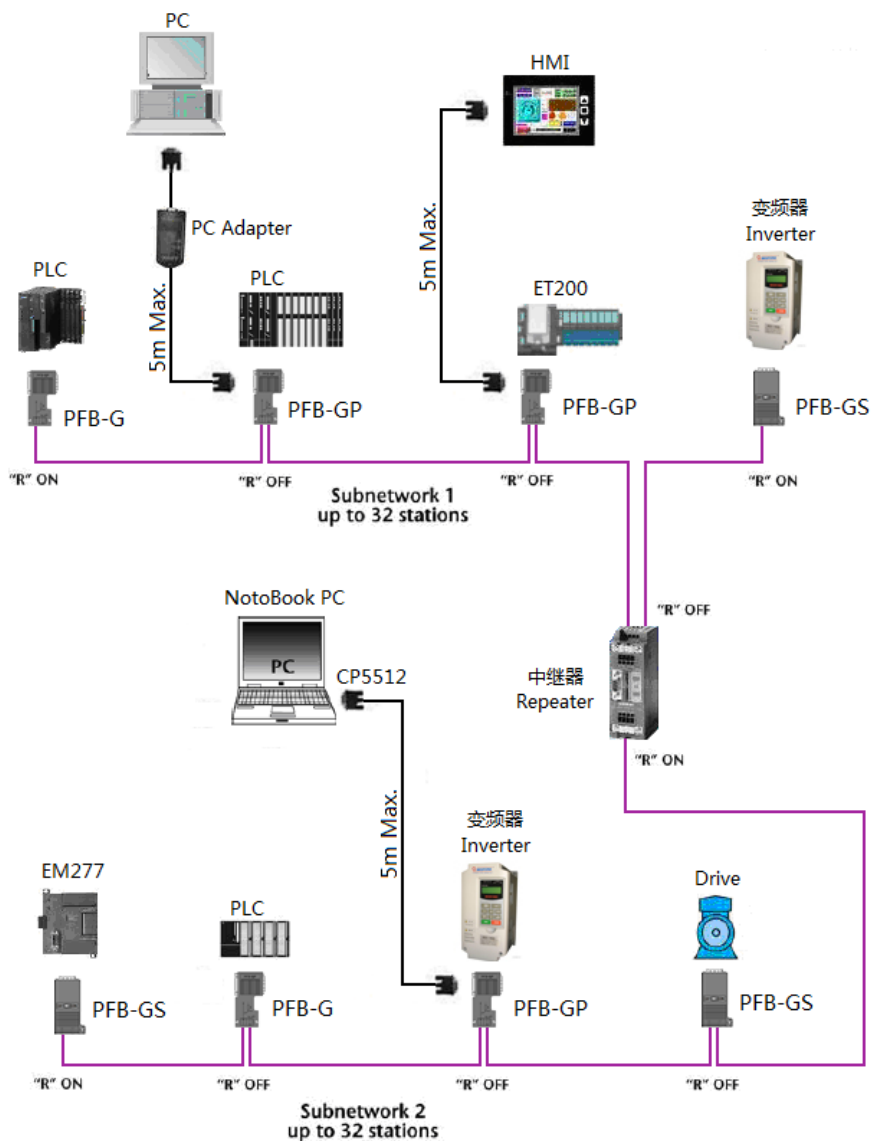 PC
HMI
PC Adapter
变频器
Inverter
PLC
PLC
5m Max.
5m Max.
ET200
PFB-G
PFB-GP
PFB-GP
PFB-GS
“R” ON
“R” OFF
“R” OFF
“R” ON
Subnetwork 1
up to 32 stations
NotoBook PC
“R” OFF
PC
CP5512
中继器
Repeater
“R” ON
5m Max.
变频器
Inverter
EM277
PLC
Drive
PFB-GS
PFB-G
PFB-GP
PFB-GS
“R” ON
“R” OFF
“R” OFF
“R” OFF
Subnetwork 2
up to 32 stations